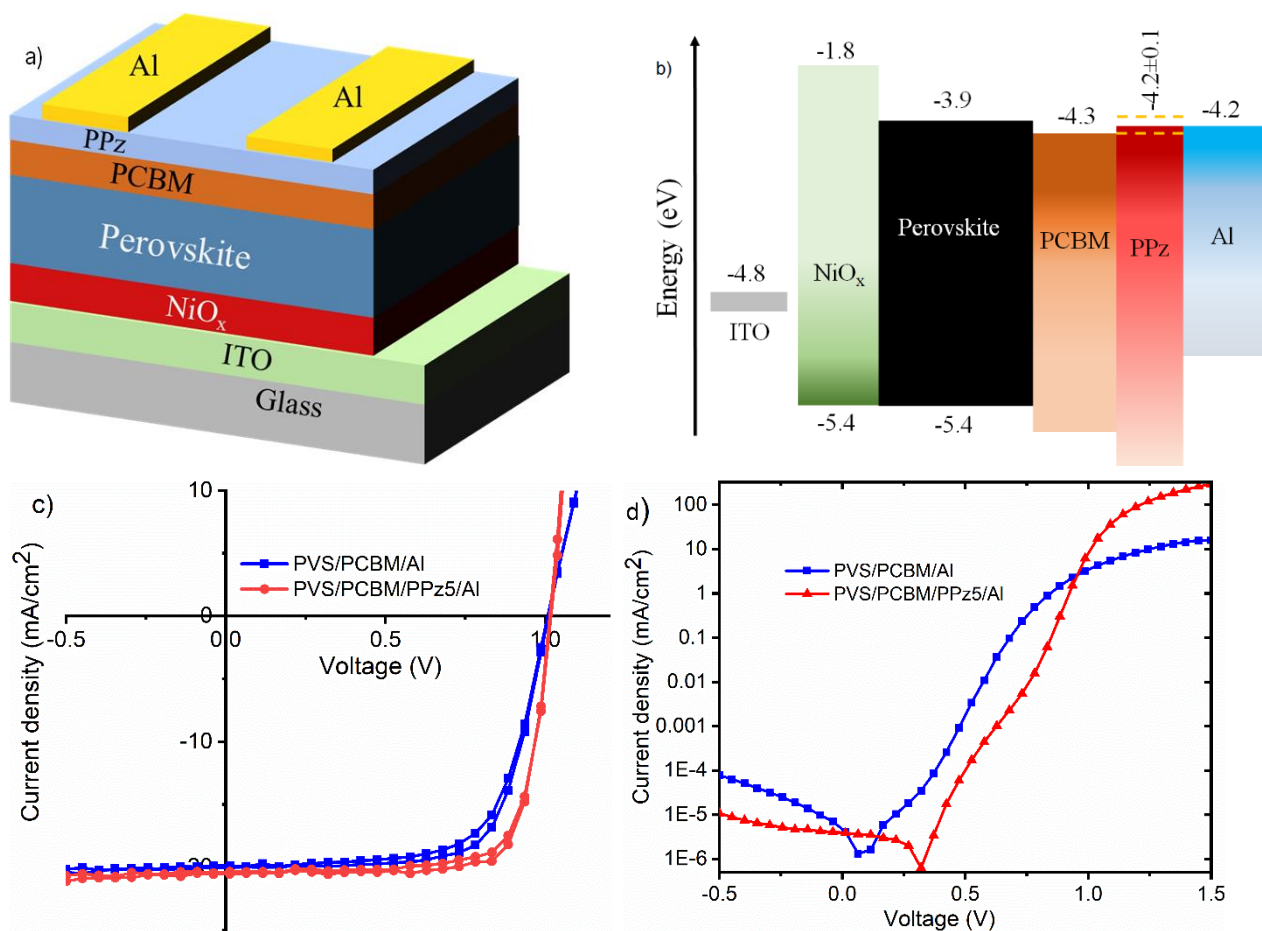 a)
Al
Al
PPz
PCBM
Perovskite
NiOx
ITO
Glass
b)
Energy (eV)
-1.8
-3.9
-4.3
-4.2±0.1
-4.2
-4.8
ITO
NiOx
Perovskite
PCBM
PPz
Al
-5.4
-5.4
c)
10
PVS/PCBM/Al
PVS/PCBM/PPz5/Al
0
-0.5
0.0
0.5
1.0
Voltage (V)
-10
-20
Current density (mA/cm²)
d)
100
10
1
0.1
0.01
0.001
1E-4
1E-5
1E-6
PVS/PCBM/Al
PVS/PCBM/PPz5/Al
-0.5
0.0
0.5
1.0
1.5
Voltage (V)
Current density (mA/cm²)